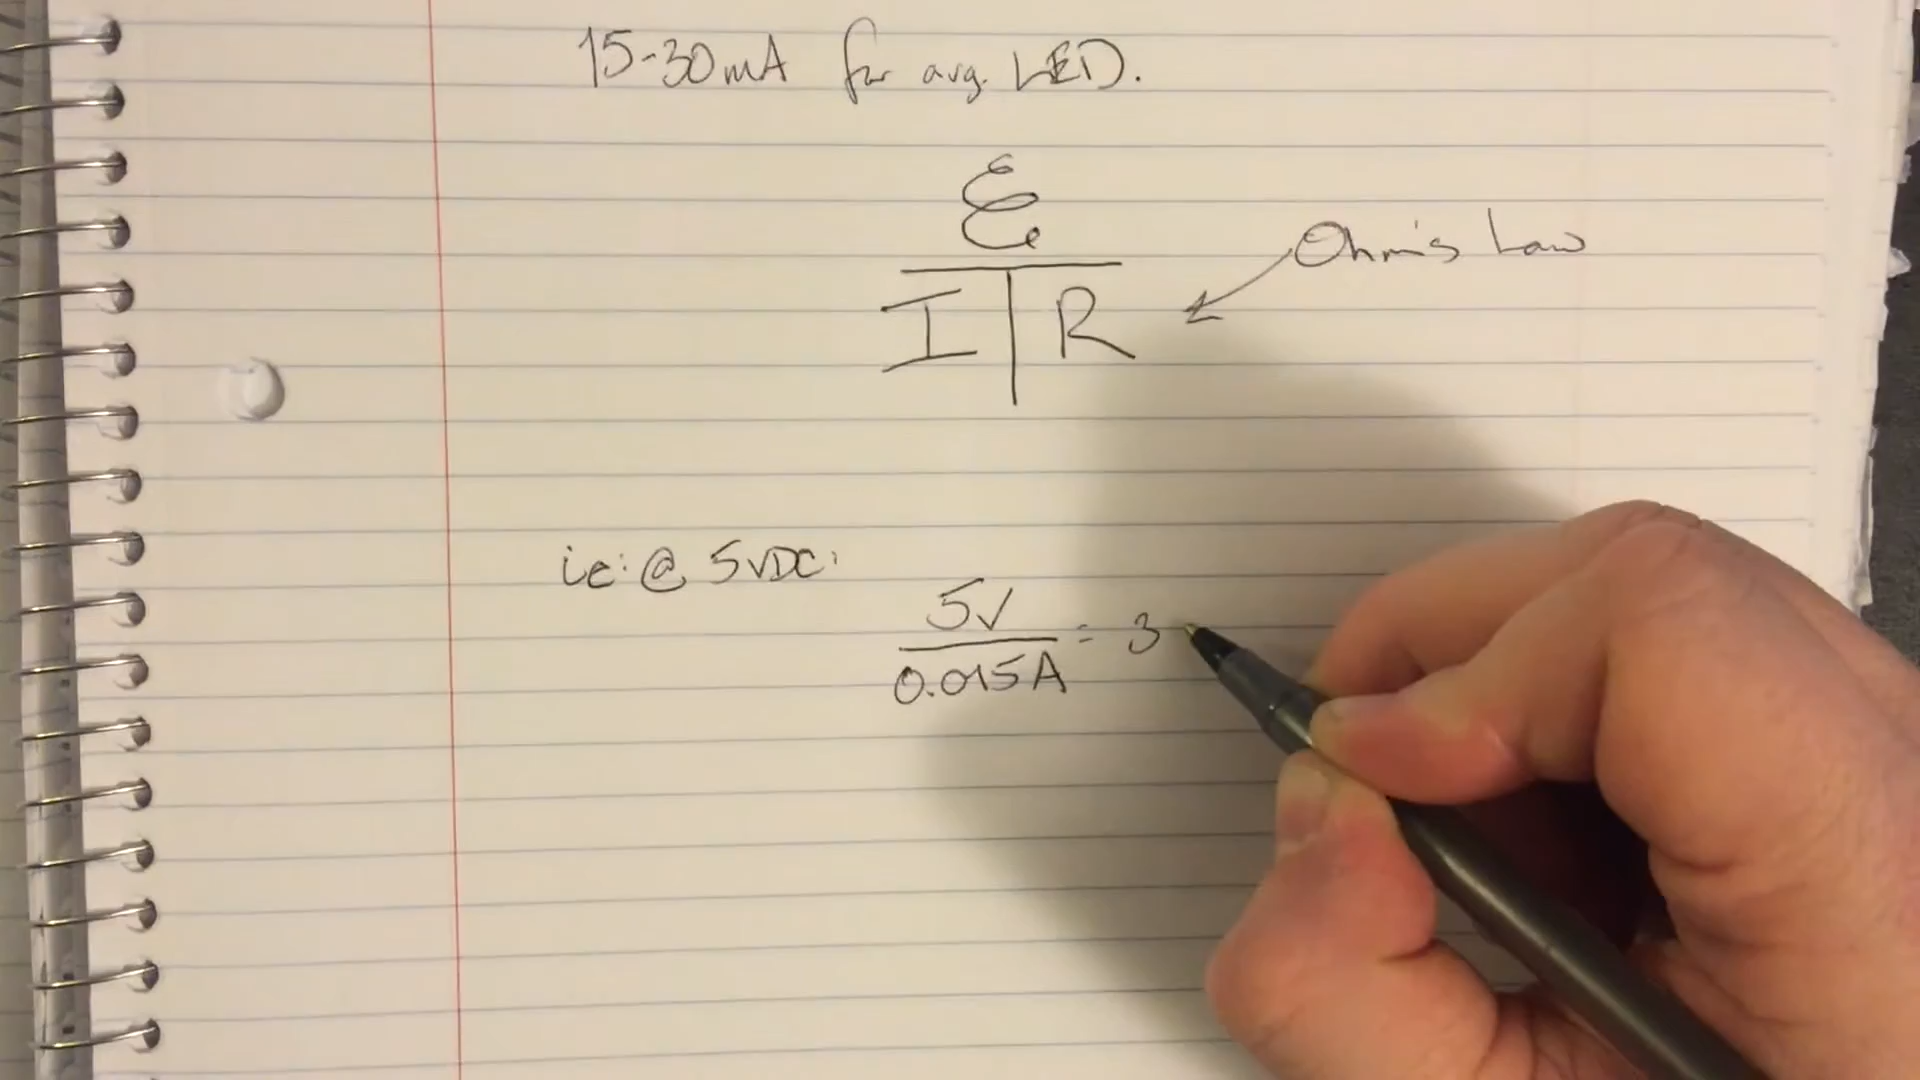 15-30mA for avg. LED.
E
I R
Ohm's Law
ie: @ 5VDC:
5V
0.015A = 3